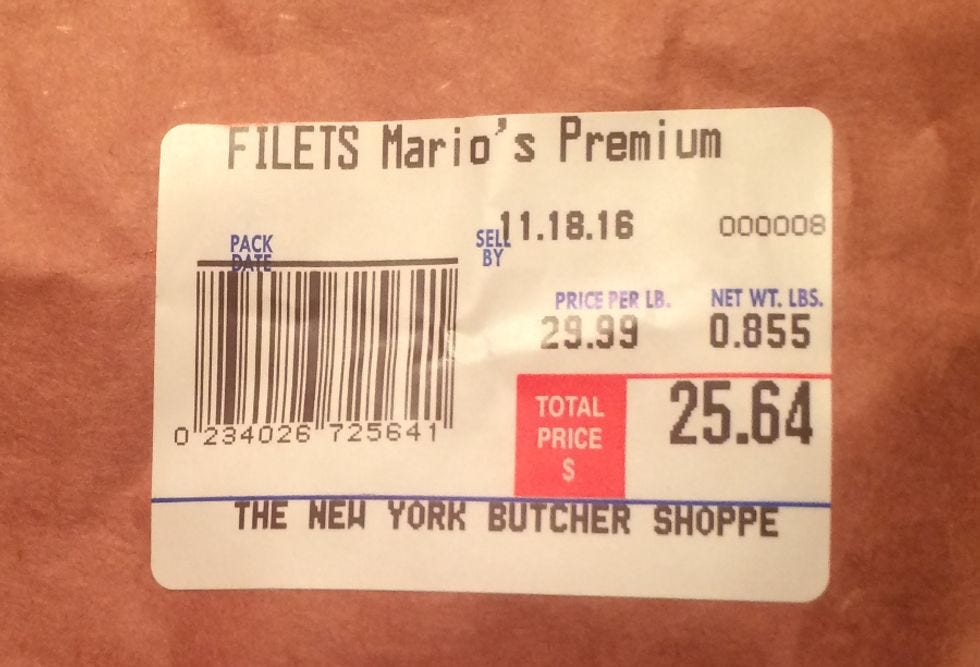 FILETS Mario's Premium
PACK DATE
SELL BY
11.18.16
000008
PRICE PER LB.
29.99
NET WT. LBS.
0.855
0 234026 725641
TOTAL PRICE $
25.64
THE NEW YORK BUTCHER SHOPPE